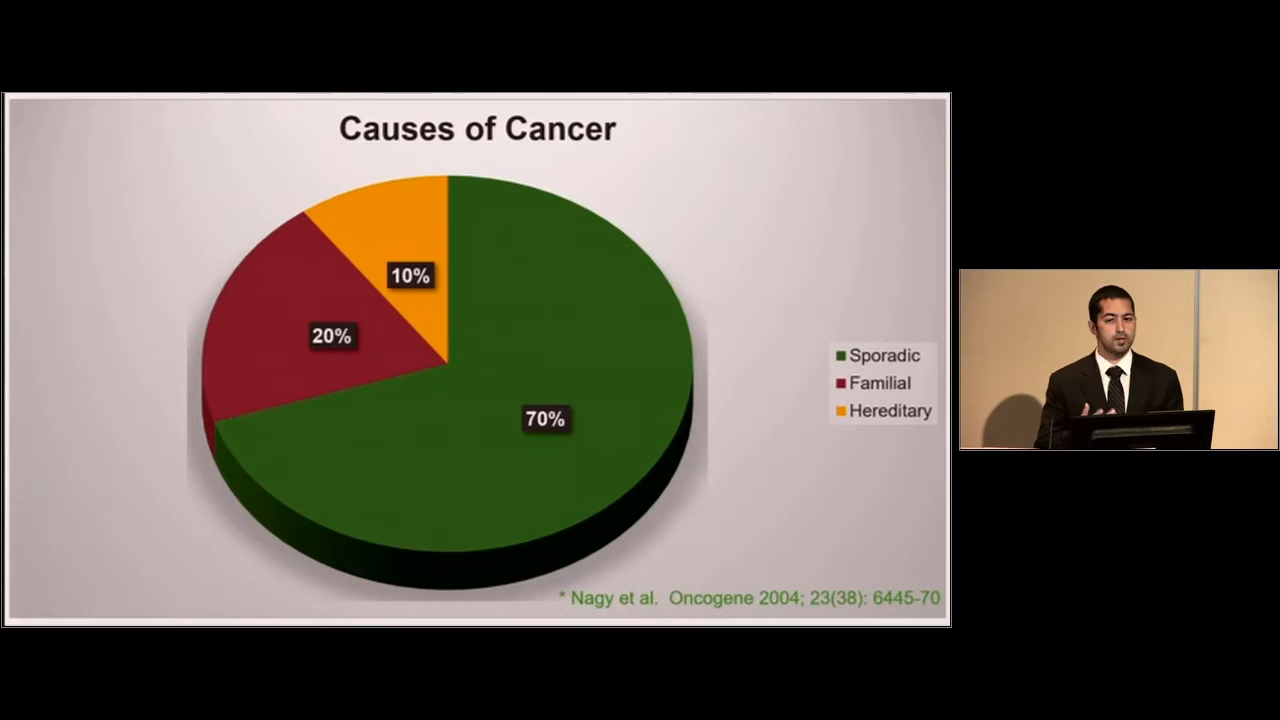 Causes of Cancer
10%
20%
70%
Sporadic
Familial
Hereditary
* Nagy et al. Oncogene 2004; 23(38): 6445-70